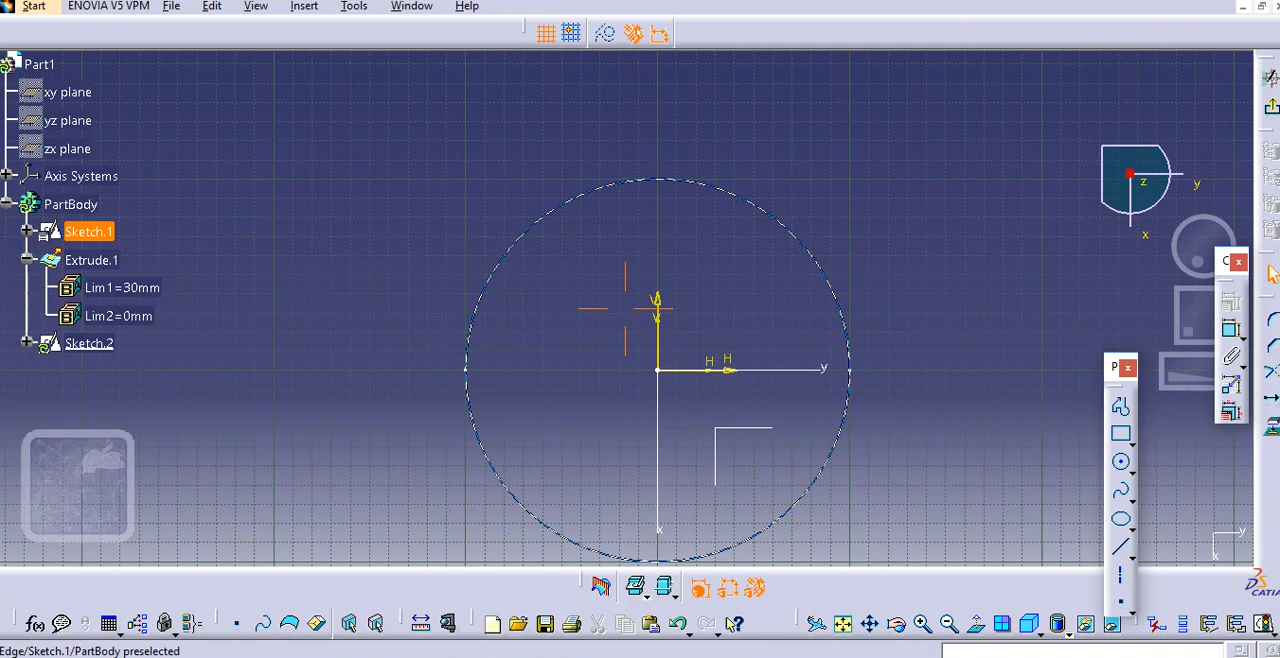 Start ENOVIA V5 VPM File Edit View Insert Tools Window Help
Part1
xy plane
yz plane
zx plane
Axis Systems
PartBody
Sketch.1
Extrude.1
Lim1=30mm
Lim2=0mm
Sketch.2
V
V
H H
y
x
z
y
x
C x
P x
y
x
CATIA
f(x)
Edge/Sketch.1/PartBody preselected